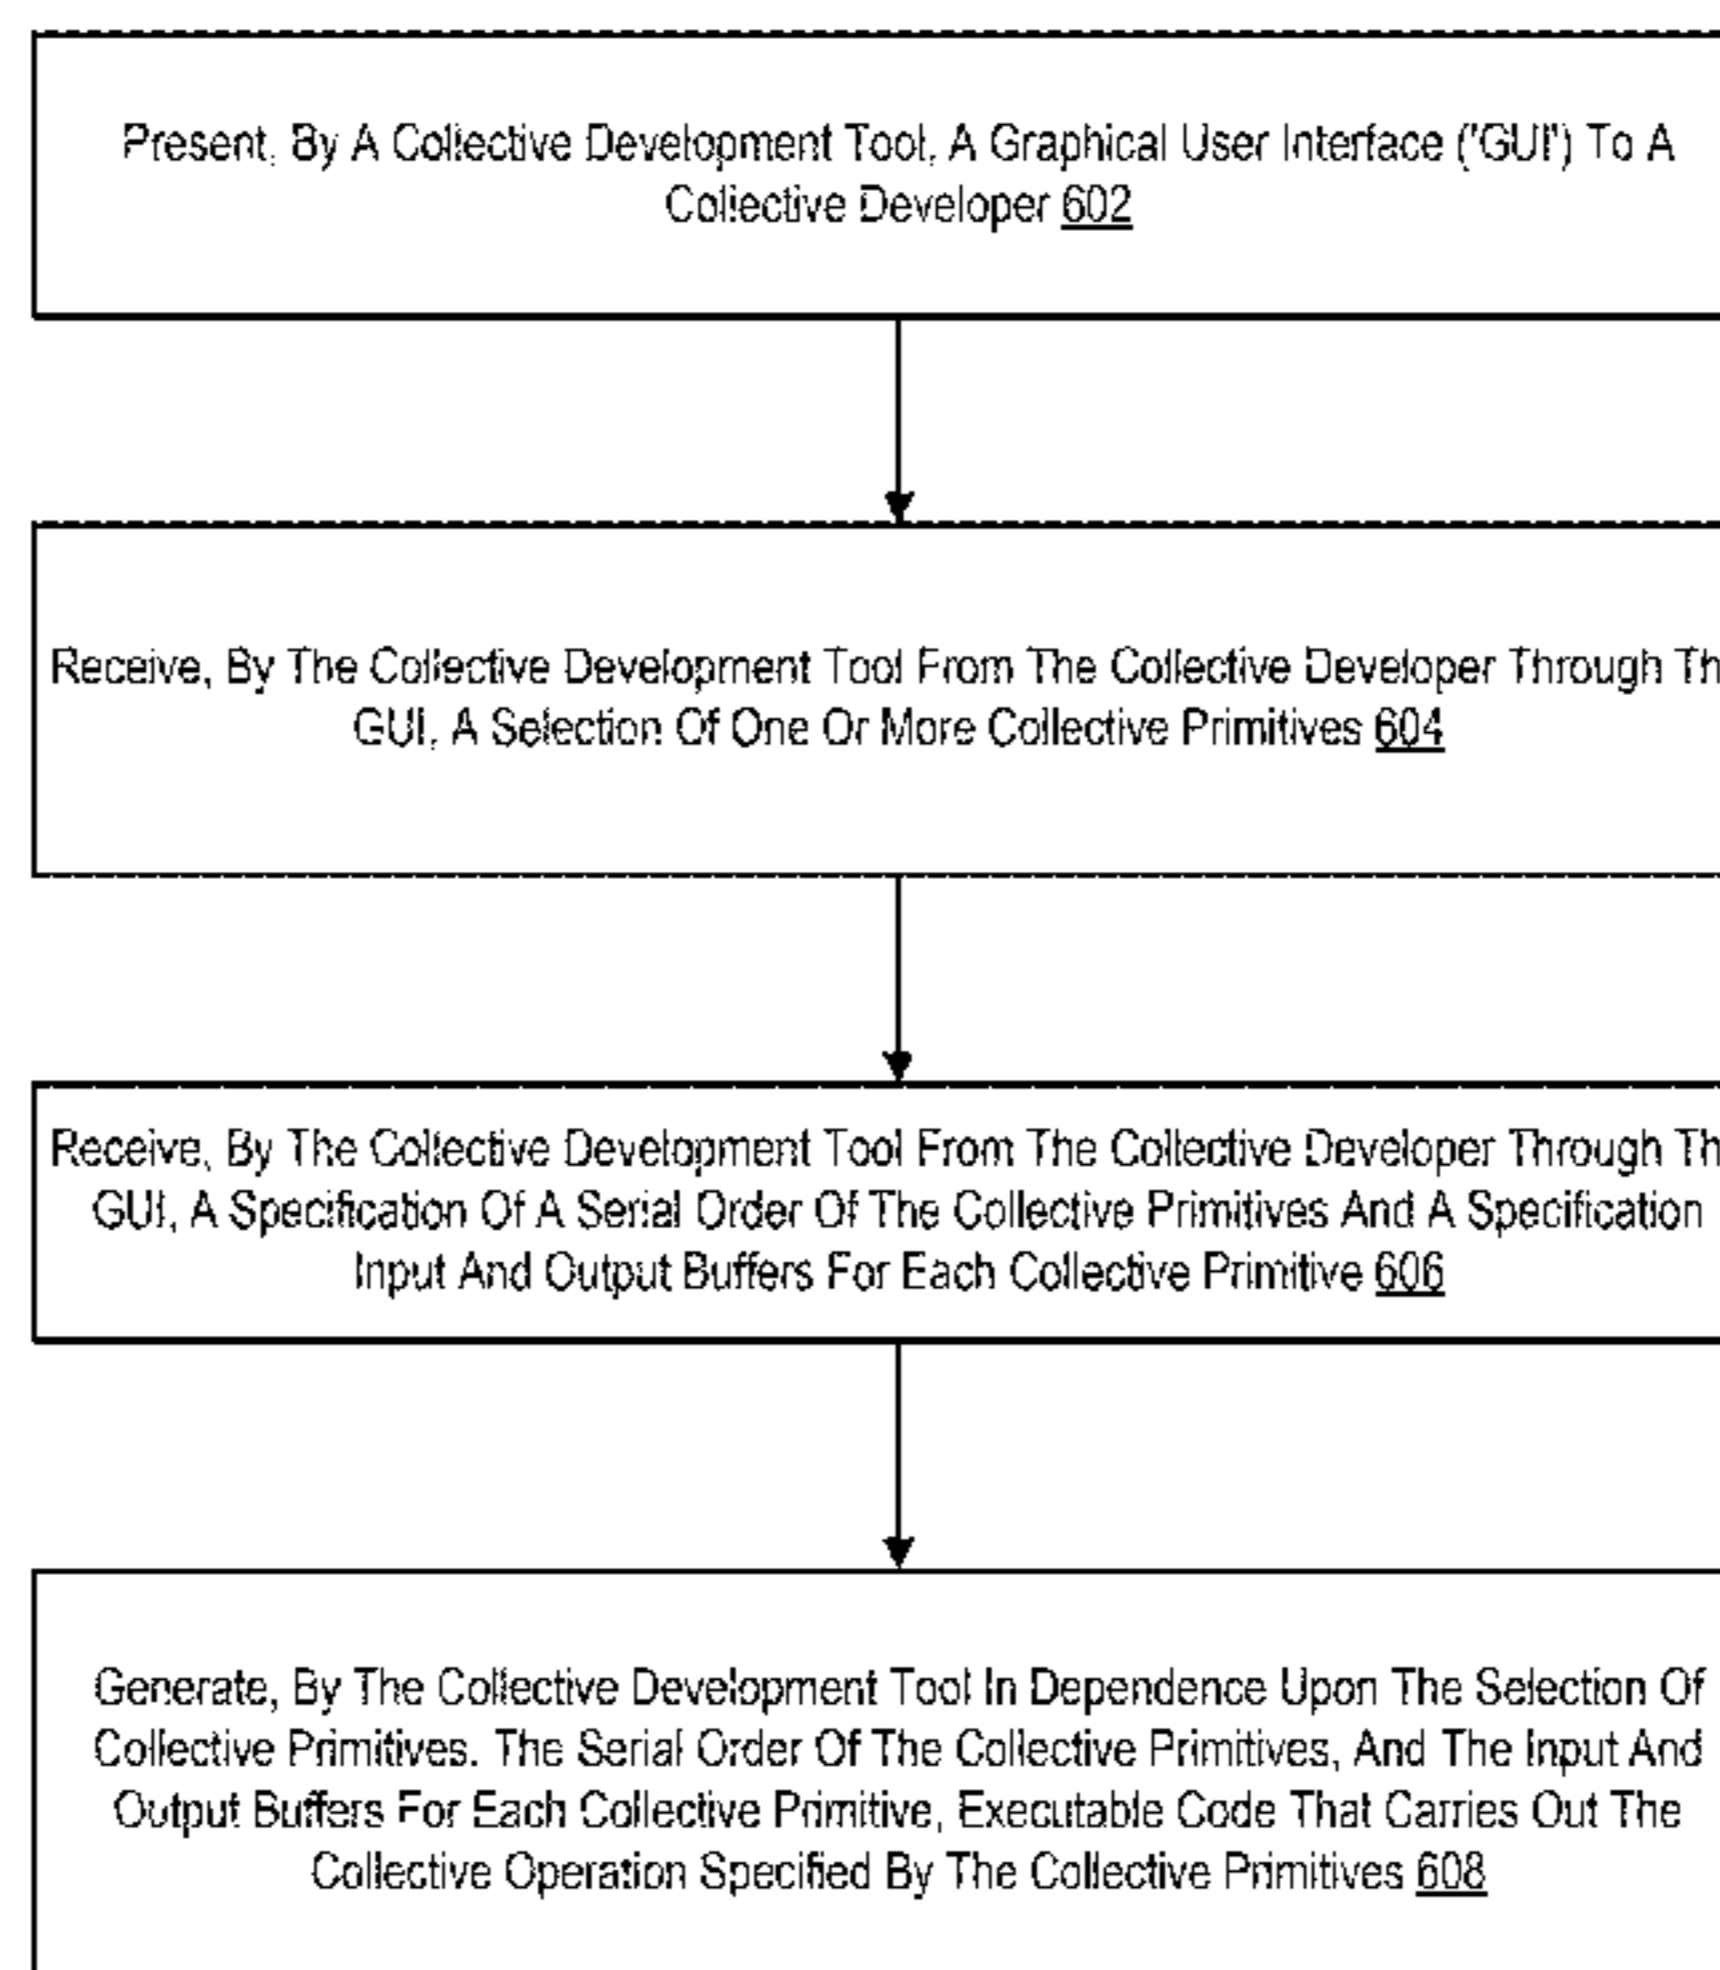 Present, By A Collective Development Tool, A Graphical User Interface ('GUI') To A
Collective Developer 602
Receive, By The Collective Development Tool From The Collective Developer Through Th
GUI, A Selection Of One Or More Collective Primitives 604
Receive, By The Collective Development Tool From The Collective Developer Through Th
GUI, A Specification Of A Serial Order Of The Collective Primitives And A Specification
Input And Output Buffers For Each Collective Primitive 606
Generate, By The Collective Development Tool In Dependence Upon The Selection Of
Collective Primitives. The Serial Order Of The Collective Primitives, And The Input And
Output Buffers For Each Collective Primitive, Executable Code That Carries Out The
Collective Operation Specified By The Collective Primitives 608